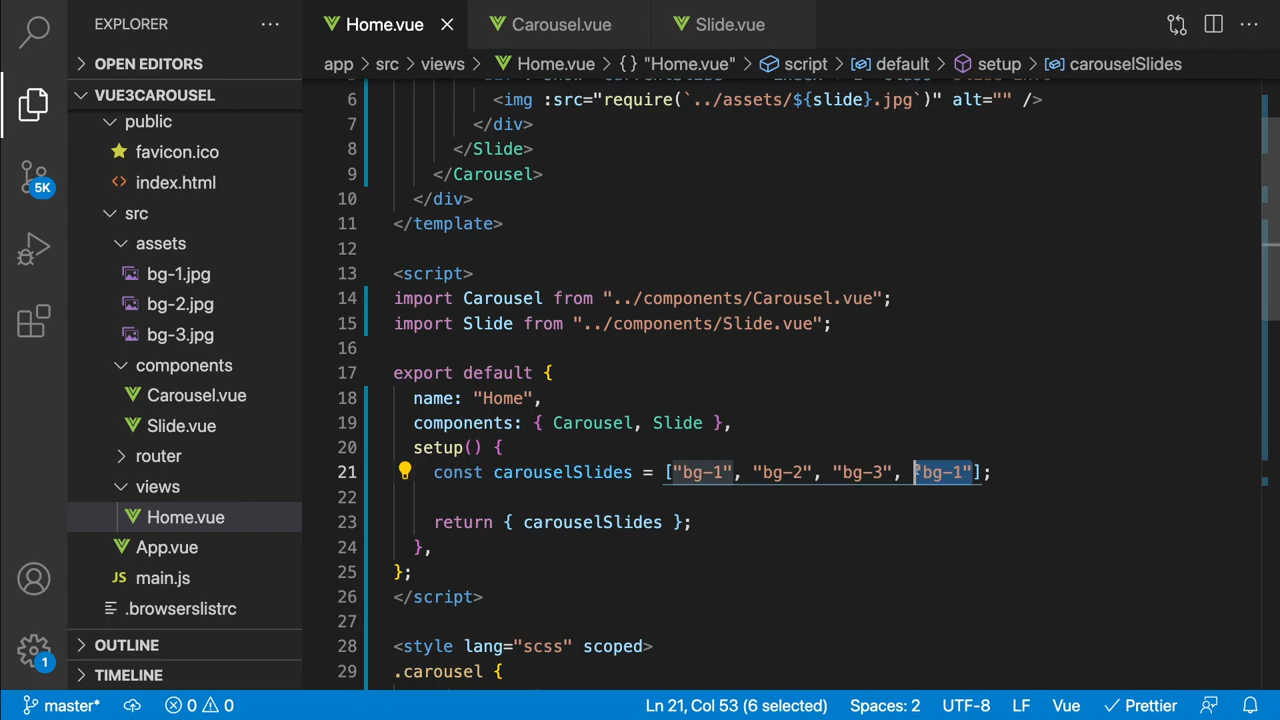 EXPLORER
Home.vue
Carousel.vue
Slide.vue
OPEN EDITORS
app > src > views > Home.vue > {} "Home.vue" > script > default > setup > carouselSlides
VUE3CAROUSEL
public
favicon.ico
index.html
src
assets
bg-1.jpg
bg-2.jpg
bg-3.jpg
components
Carousel.vue
Slide.vue
router
views
Home.vue
App.vue
JS main.js
.browserslistrc
OUTLINE
TIMELINE
5K
1
6 <img :src="require(`../assets/${slide}.jpg`)" alt="" />
7 </div>
8 </Slide>
9 </Carousel>
10 </div>
11 </template>
12
13 <script>
14 import Carousel from "../components/Carousel.vue";
15 import Slide from "../components/Slide.vue";
16
17 export default {
18 name: "Home",
19 components: { Carousel, Slide },
20 setup() {
21 const carouselSlides = ["bg-1", "bg-2", "bg-3", "bg-1"];
22
23 return { carouselSlides };
24 },
25 };
26 </script>
27
28 <style lang="scss" scoped>
29 .carousel {
master* 0 0 Ln 21, Col 53 (6 selected) Spaces: 2 UTF-8 LF Vue Prettier